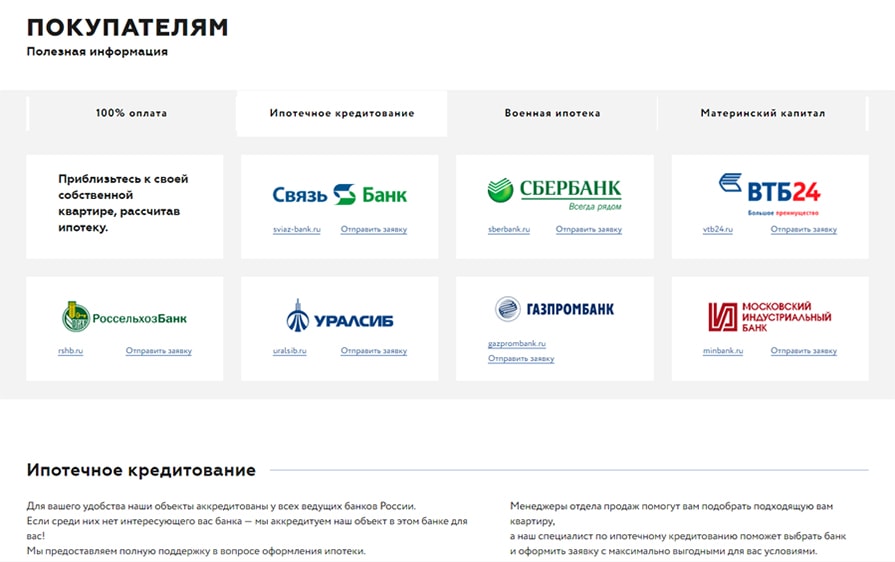 ПОКУПАТЕЛЯМ
Полезная информация
100% оплата
Ипотечное кредитование
Военная ипотека
Материнский капитал
Приблизьтесь к своей
собственной
квартире, рассчитав
ипотеку.
Связь Банк
sviaz-bank.ru Отправить заявку
СБЕРБАНК
Всегда рядом
sberbank.ru Отправить заявку
ВТБ24
Большое преимущество
vtb24.ru Отправить заявку
РоссельхозБанк
rshb.ru Отправить заявку
УРАЛСИБ
uralsib.ru Отправить заявку
ГАЗПРОМБАНК
gazprombank.ru
Отправить заявку
МОСКОВСКИЙ
ИНДУСТРИАЛЬНЫЙ
БАНК
minbank.ru Отправить заявку
Ипотечное кредитование
Для вашего удобства наши объекты аккредитованы у всех ведущих банков России.
Если среди них нет интересующего вас банка — мы аккредитуем наш объект в этом банке для
вас!
Мы предоставляем полную поддержку в вопросе оформления ипотеки.
Менеджеры отдела продаж помогут вам подобрать подходящую вам
квартиру,
а наш специалист по ипотечному кредитованию поможет выбрать банк
и оформить заявку с максимально выгодными для вас условиями.